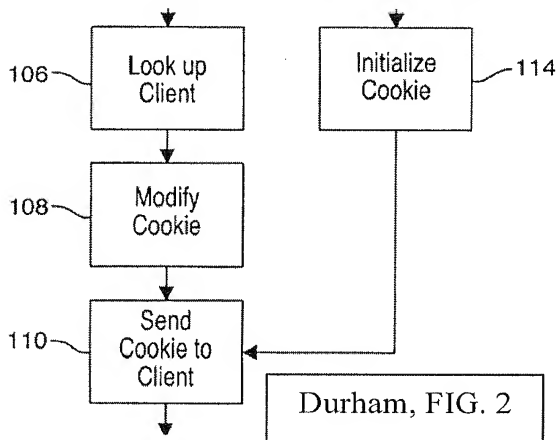 106
Look up
Client
Initialize
Cookie
114
108
Modify
Cookie
110
Send
Cookie to
Client
Durham, FIG. 2